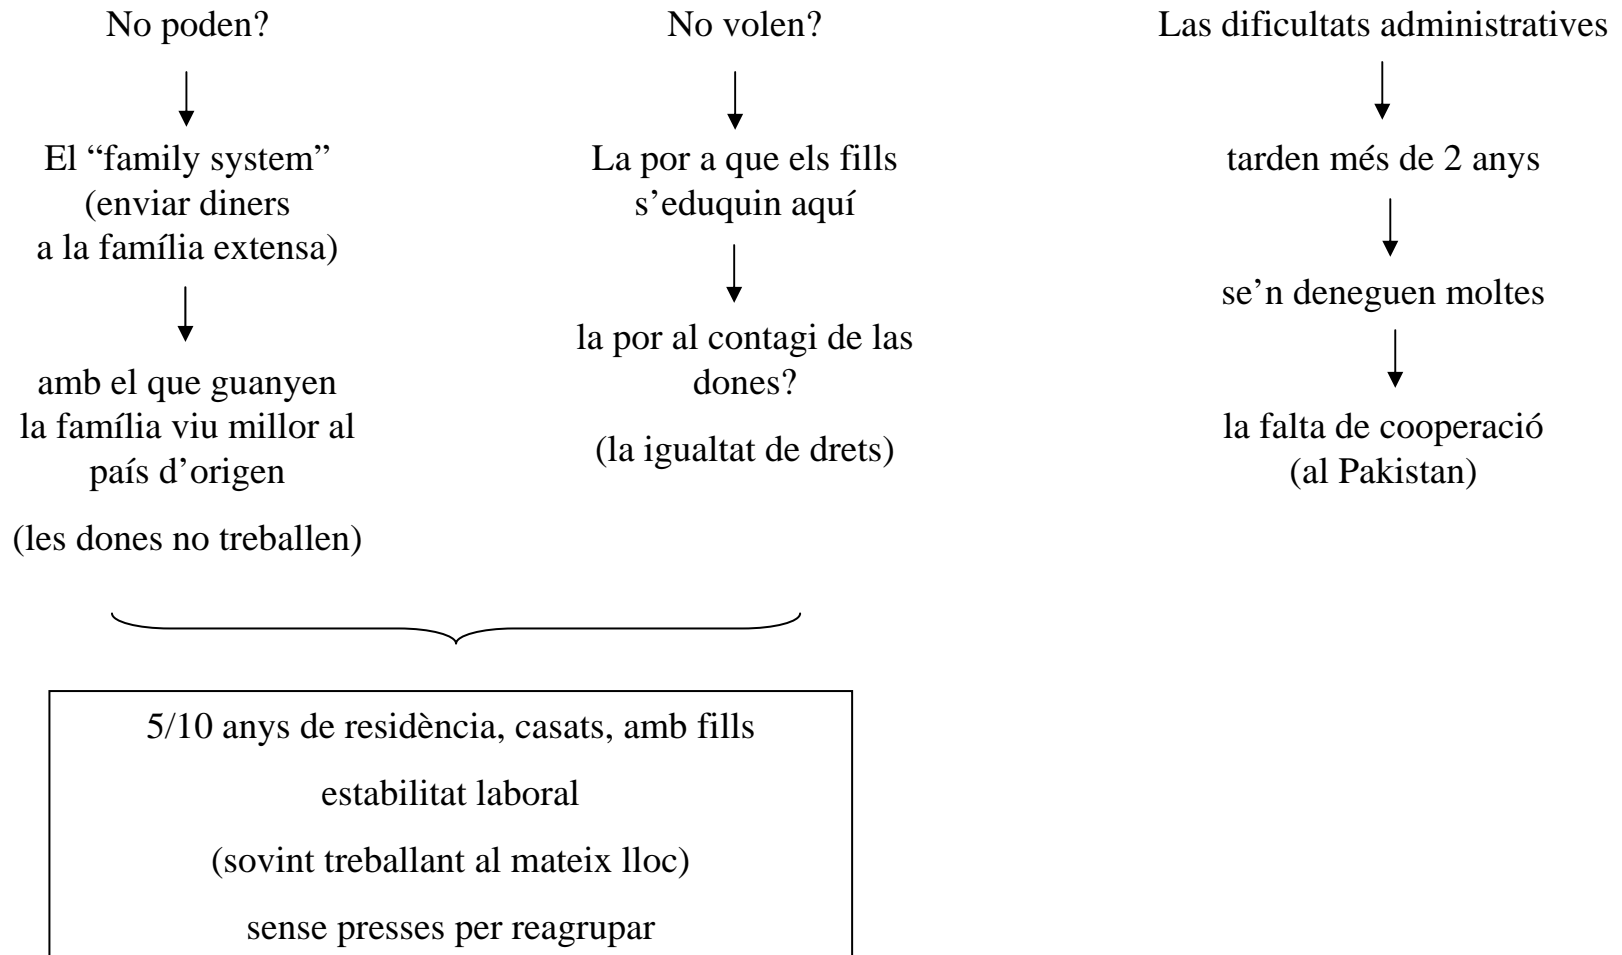 No poden?
El “family system”
(enviar diners
a la família extensa)
amb el que guanyen
la família viu millor al
país d’origen
(les dones no treballen)
No volen?
La por a que els fills
s’eduquin aquí
la por al contagi de las
dones?
(la igualtat de drets)
Las dificultats administratives
tarden més de 2 anys
se’n deneguen moltes
la falta de cooperació
(al Pakistan)
5/10 anys de residència, casats, amb fills
estabilitat laboral
(sovint treballant al mateix lloc)
sense presses per reagrupar